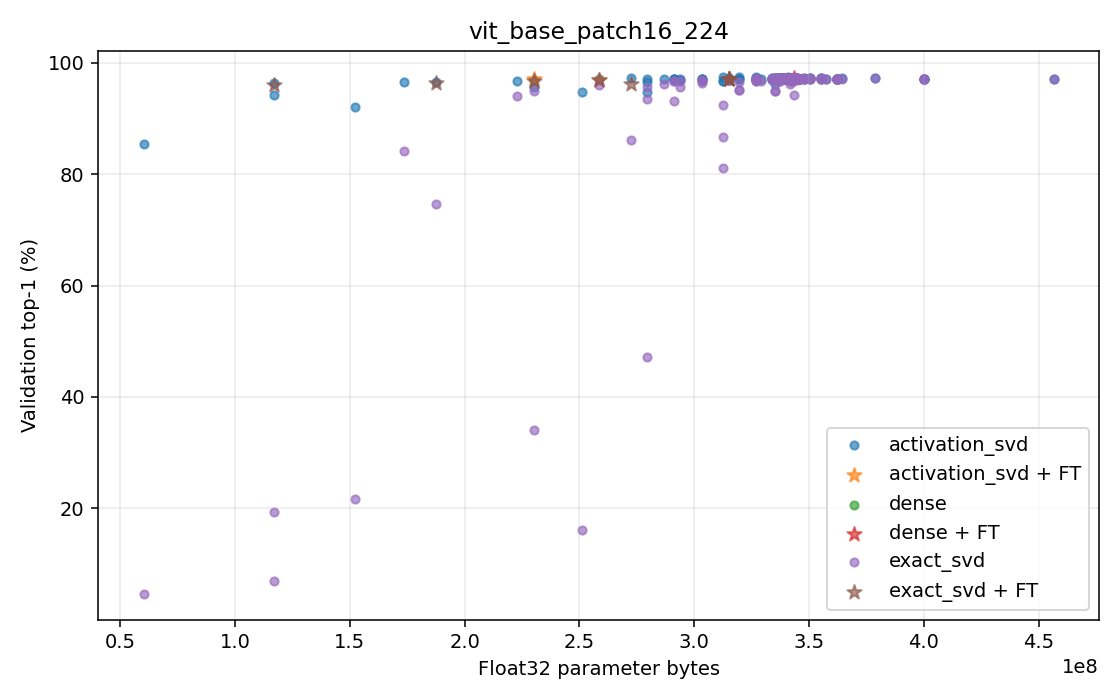 vit_base_patch16_224
100
80
60
40
20
Validation top-1 (%)
activation_svd
activation_svd + FT
dense
dense + FT
exact_svd
exact_svd + FT
0.5 1.0 1.5 2.0 2.5 3.0 3.5 4.0 4.5
1e8
Float32 parameter bytes